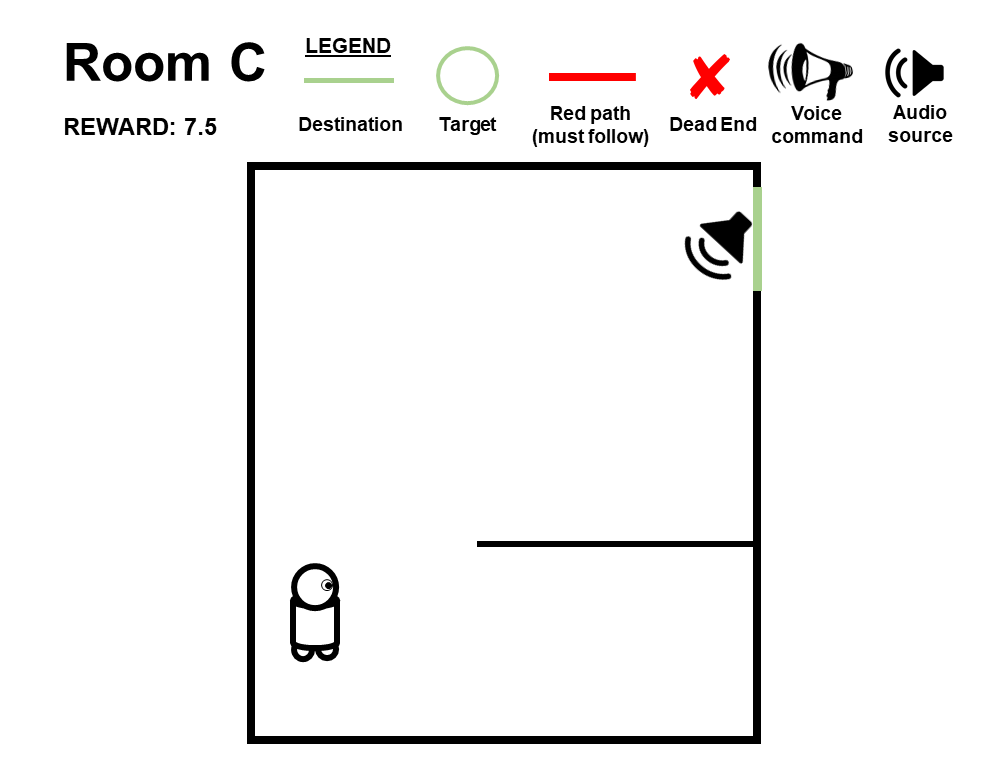 Room C
REWARD: 7.5
LEGEND
Destination
Target
Red path
(must follow)
Dead End
Voice
command
Audio
source